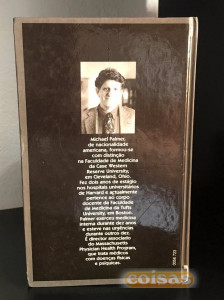 Michael Palmer,
de nacionalidade
americana, formou-se
com distinção
na Faculdade de Medicina
da Case Western
Reserve University,
em Cleveland, Ohio.
Fez dois anos de estágio
nos hospitais universitários
de Harvard e actualmente
pertence ao corpo
docente da Faculdade
de Medicina da Tufts
University, em Boston.
Palmer exerceu medicina
interna durante dez anos
e esteve nas urgências
durante outros dez.
É director associado
do Massachusetts
Physician Health Program,
que trata médicos
com doenças físicas
e psíquicas.
coisas